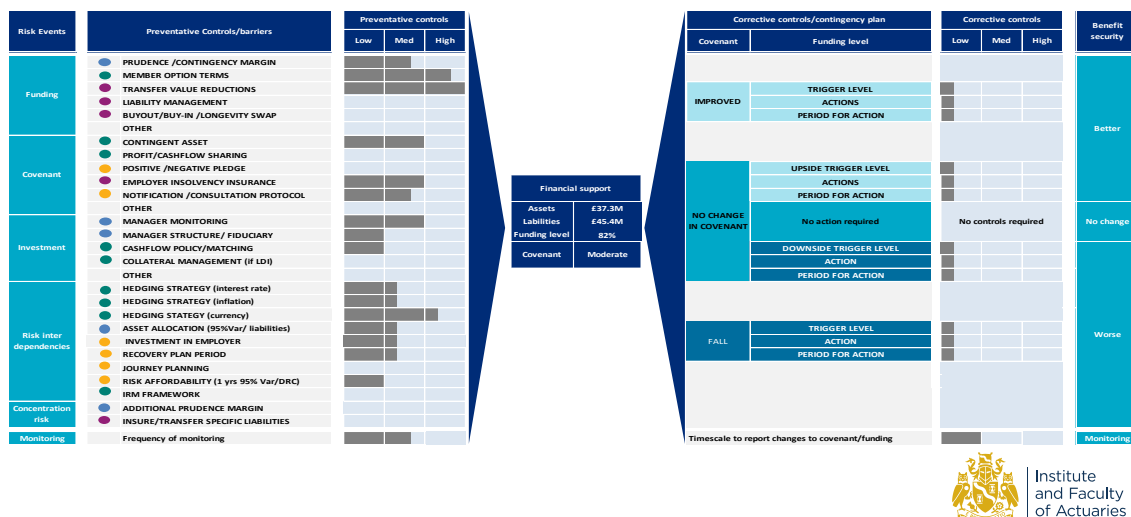 Risk Events
Preventative Controls/barriers
Preventative controls
Low Med High
Funding
PRUDENCE /CONTINGENCY MARGIN
MEMBER OPTION TERMS
TRANSFER VALUE REDUCTIONS
LIABILITY MANAGEMENT
BUYOUT/BUY-IN /LONGEVITY SWAP
OTHER
Covenant
CONTINGENT ASSET
PROFIT/CASHFLOW SHARING
POSITIVE /NEGATIVE PLEDGE
EMPLOYER INSOLVENCY INSURANCE
NOTIFICATION /CONSULTATION PROTOCOL
OTHER
Investment
MANAGER MONITORING
MANAGER STRUCTURE/ FIDUCIARY
CASHFLOW POLICY/MATCHING
COLLATERAL MANAGEMENT (if LDI)
OTHER
Risk inter
dependencies
HEDGING STRATEGY (interest rate)
HEDGING STRATEGY (inflation)
HEDGING STATEGY (currency)
ASSET ALLOCATION (95%Var/ liabilities)
INVESTMENT IN EMPLOYER
RECOVERY PLAN PERIOD
JOURNEY PLANNING
RISK AFFORDABILITY (1 yrs 95% Var/DRC)
IRM FRAMEWORK
Concentration
risk
ADDITIONAL PRUDENCE MARGIN
INSURE/TRANSFER SPECIFIC LIABILITIES
Monitoring
Frequency of monitoring
Financial support
Assets £37.3M
Labilities £45.4M
Funding level 82%
Covenant Moderate
Corrective controls/contingency plan
Covenant Funding level
Corrective controls
Low Med High
Benefit
security
IMPROVED
TRIGGER LEVEL
ACTIONS
PERIOD FOR ACTION
Better
NO CHANGE
IN COVENANT
UPSIDE TRIGGER LEVEL
ACTIONS
PERIOD FOR ACTION
No action required
No controls required
No change
DOWNSIDE TRIGGER LEVEL
ACTION
PERIOD FOR ACTION
FALL
TRIGGER LEVEL
ACTION
PERIOD FOR ACTION
Worse
Timescale to report changes to covenant/funding
Monitoring
Institute
and Faculty
of Actuaries